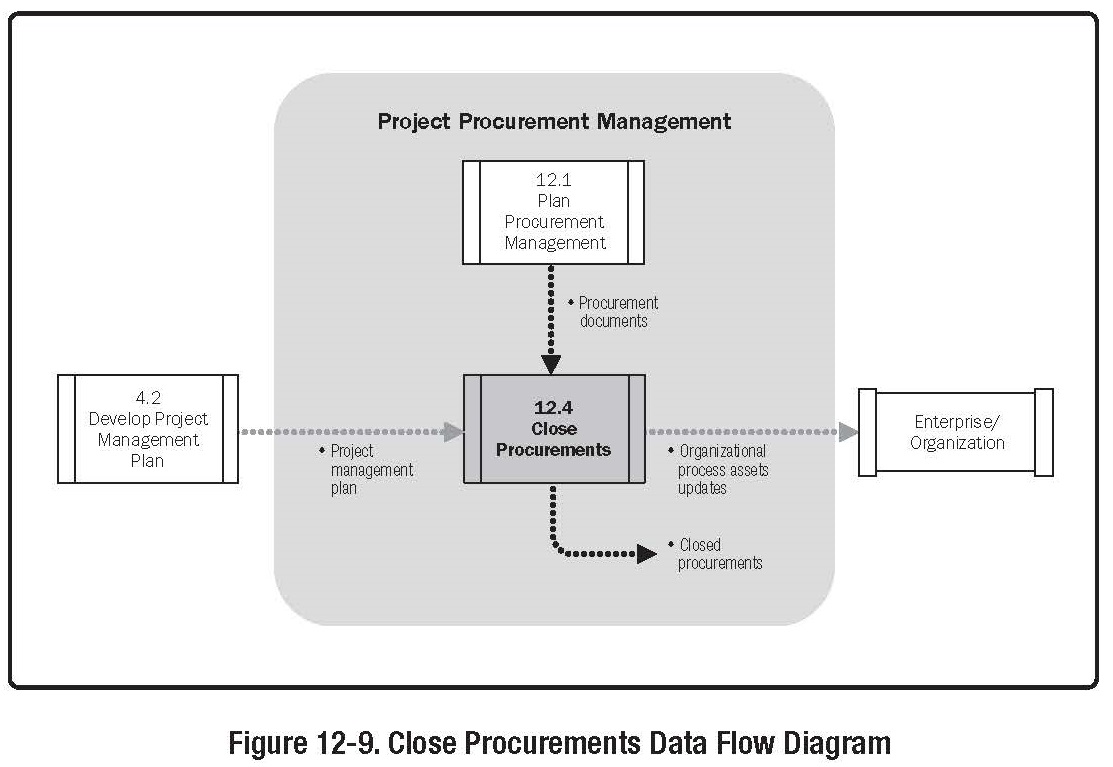 Project Procurement Management
12.1
Plan
Procurement
Management
• Procurement
documents
4.2
Develop Project
Management
Plan
• Project
management
plan
12.4
Close
Procurements
• Organizational
process assets
updates
Enterprise/
Organization
• Closed
procurements
Figure 12-9. Close Procurements Data Flow Diagram